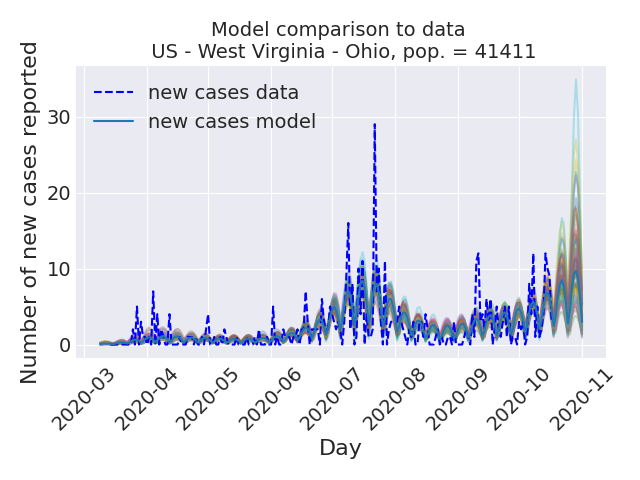 Model comparison to data
US - West Virginia - Ohio, pop. = 41411
Number of new cases reported
new cases data
new cases model
30
20
10
0
2020-03
2020-04
2020-05
2020-06
2020-07
2020-08
2020-09
2020-10
2020-11
Day